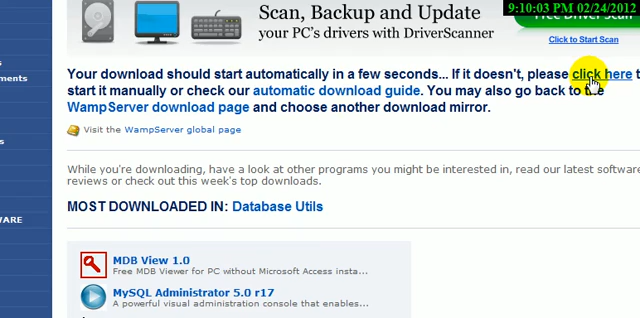 9:10:03 PM 02/24/2012
Scan, Backup and Update
your PC's drivers with DriverScanner
Free Driver Scan
Click to Start Scan
Your download should start automatically in a few seconds... If it doesn't, please click here t
start it manually or check our automatic download guide. You may also go back to the
WampServer download page and choose another download mirror.
Visit the WampServer global page
While you're downloading, have a look at other programs you might be interested in, read our latest software
reviews or check out this week's top downloads.
MOST DOWNLOADED IN: Database Utils
MDB View 1.0
Free MDB Viewer for PC without Microsoft Access insta...
MySQL Administrator 5.0 r17
A powerful visual administration console that enables...
s
ments
s
WARE